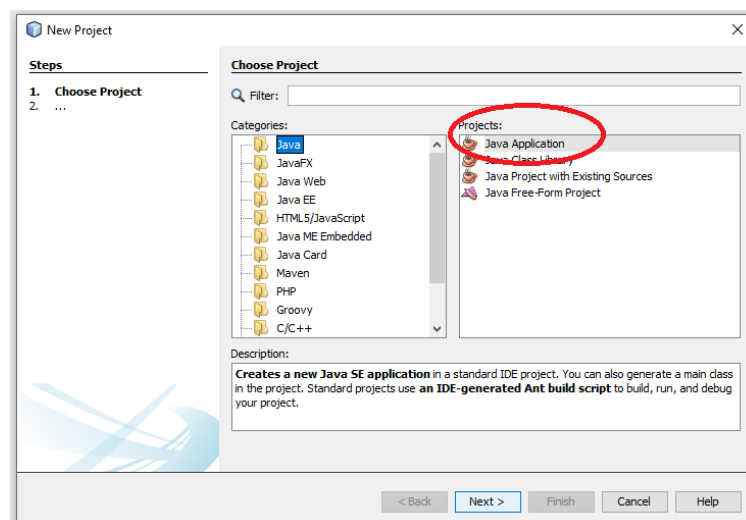 New Project
Steps
1. Choose Project
2. ...
Choose Project
Filter:
Categories:
Java
JavaFX
Java Web
Java EE
HTML5/JavaScript
Java ME Embedded
Java Card
Maven
PHP
Groovy
C/C++
Projects:
Java Application
Java Class Library
Java Project with Existing Sources
Java Free-Form Project
Description:
Creates a new Java SE application in a standard IDE project. You can also generate a main class
in the project. Standard projects use an IDE-generated Ant build script to build, run, and debug
your project.
< Back
Next >
Finish
Cancel
Help